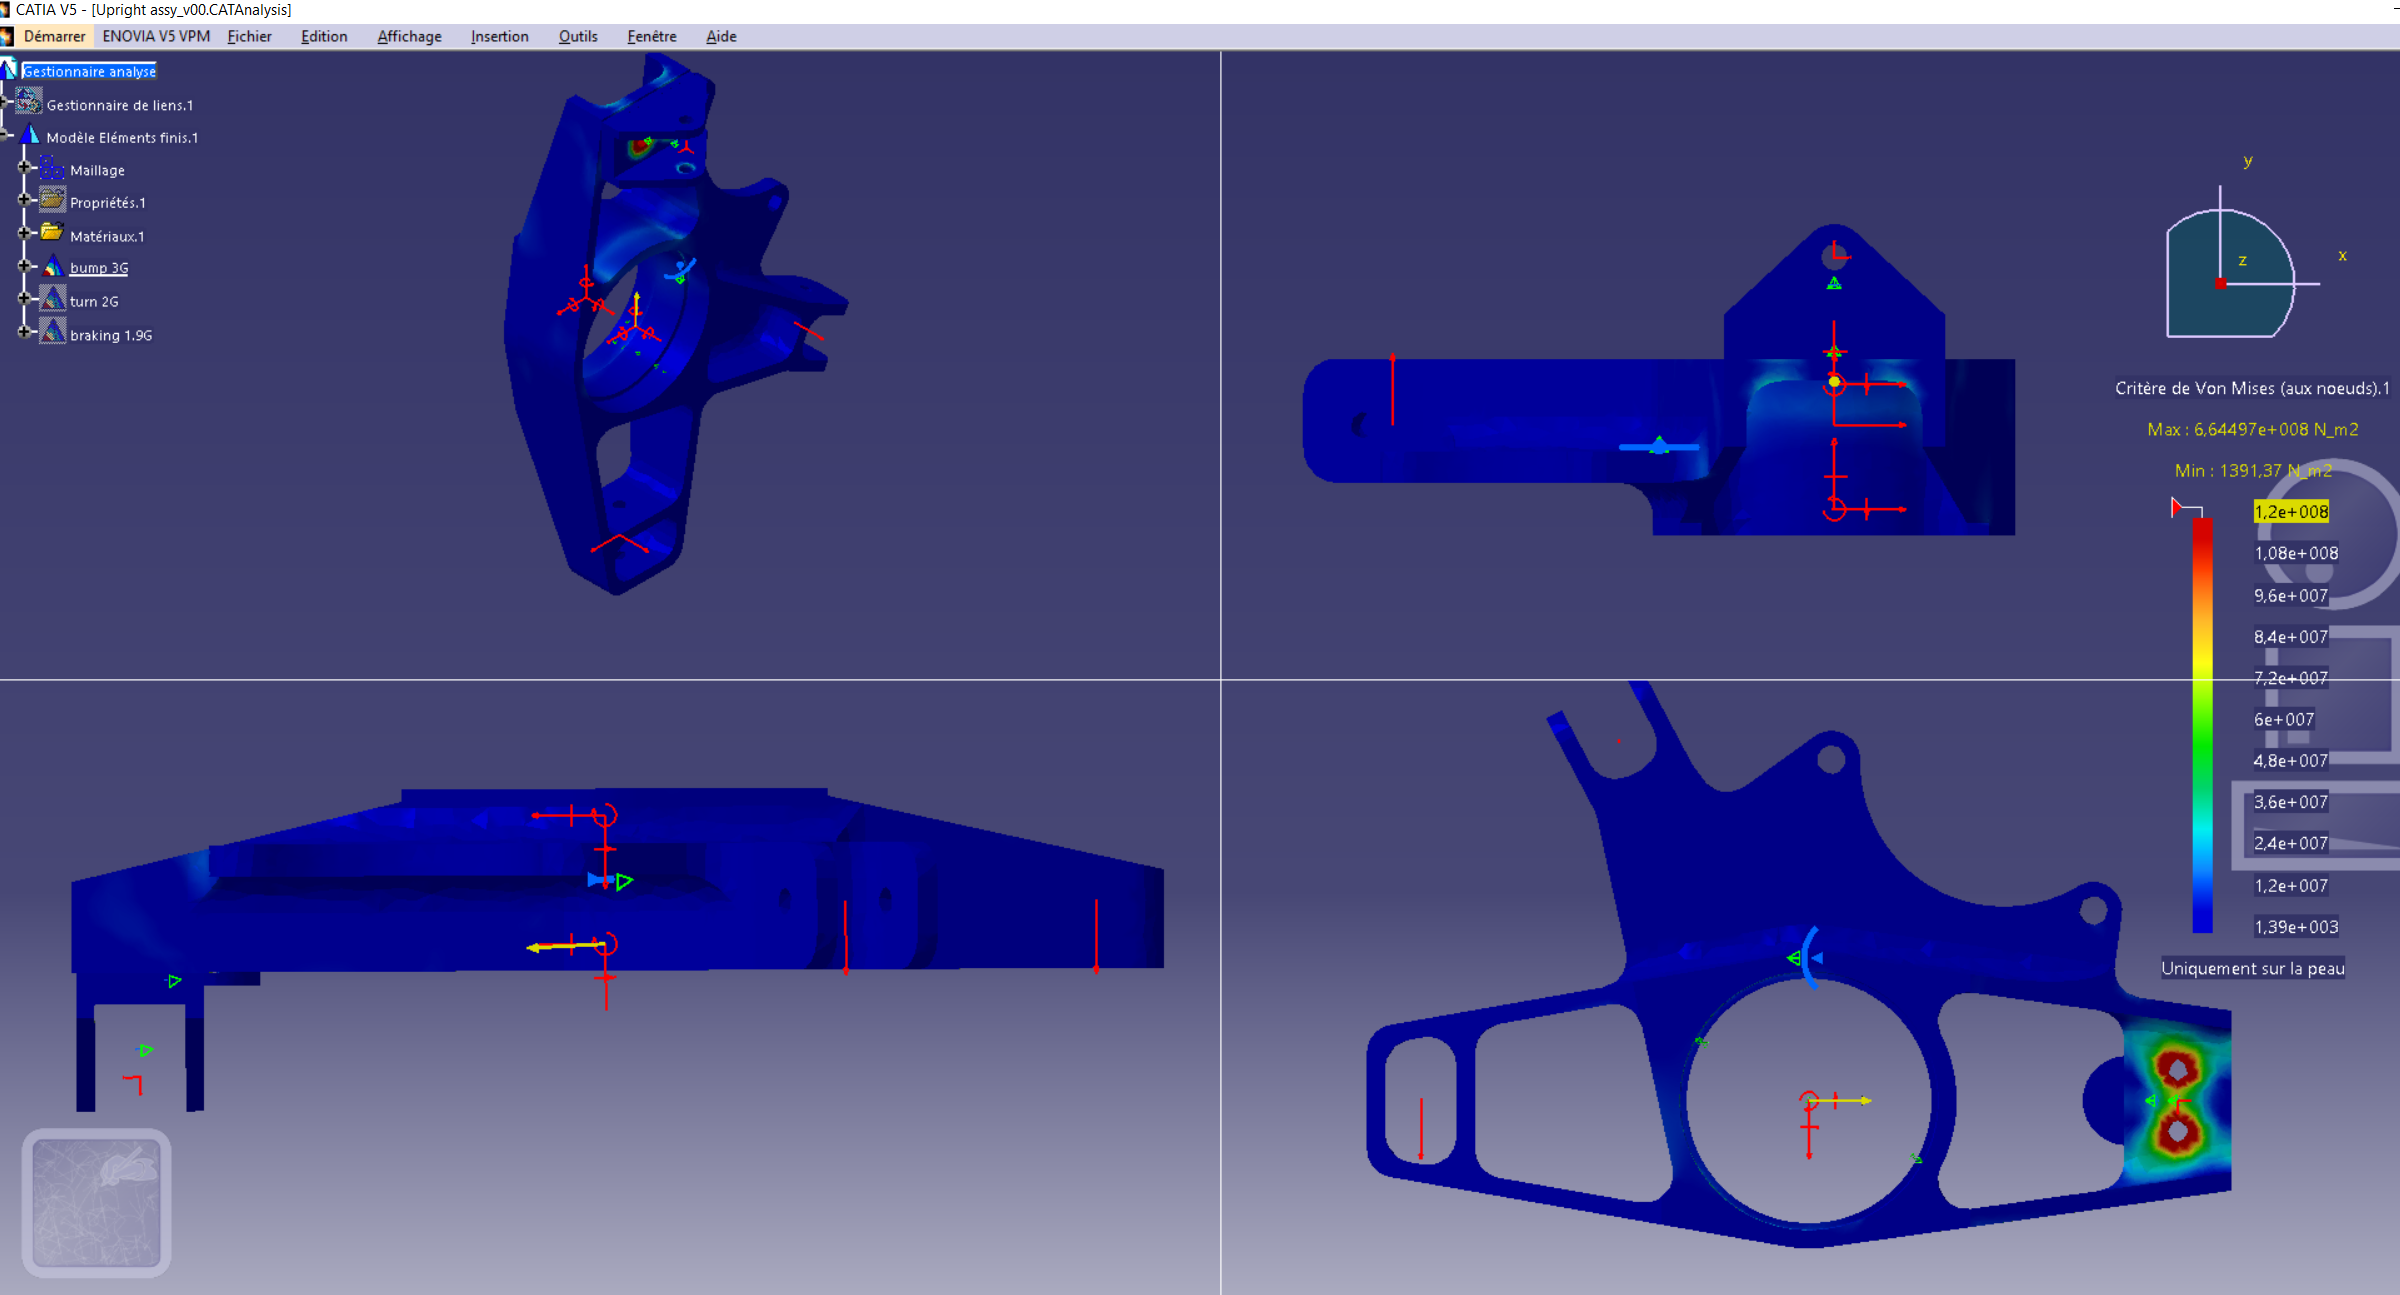 CATIA V5 - [Upright assy_v00.CATAnalysis]
Démarrer ENOVIA V5 VPM Fichier Edition Affichage Insertion Outils Fenêtre Aide
Gestionnaire analyse
Gestionnaire de liens.1
Modèle Eléments finis.1
Maillage
Propriétés.1
Matériaux.1
bump 3G
turn 2G
braking 1.9G
y
x
z
Critère de Von Mises (aux noeuds).1
Max : 6,64497e+008 N_m2
Min : 1391,37 N_m2
1,2e+008
1,08e+008
9,6e+007
8,4e+007
7,2e+007
6e+007
4,8e+007
3,6e+007
2,4e+007
1,2e+007
1,39e+003
Uniquement sur la peau